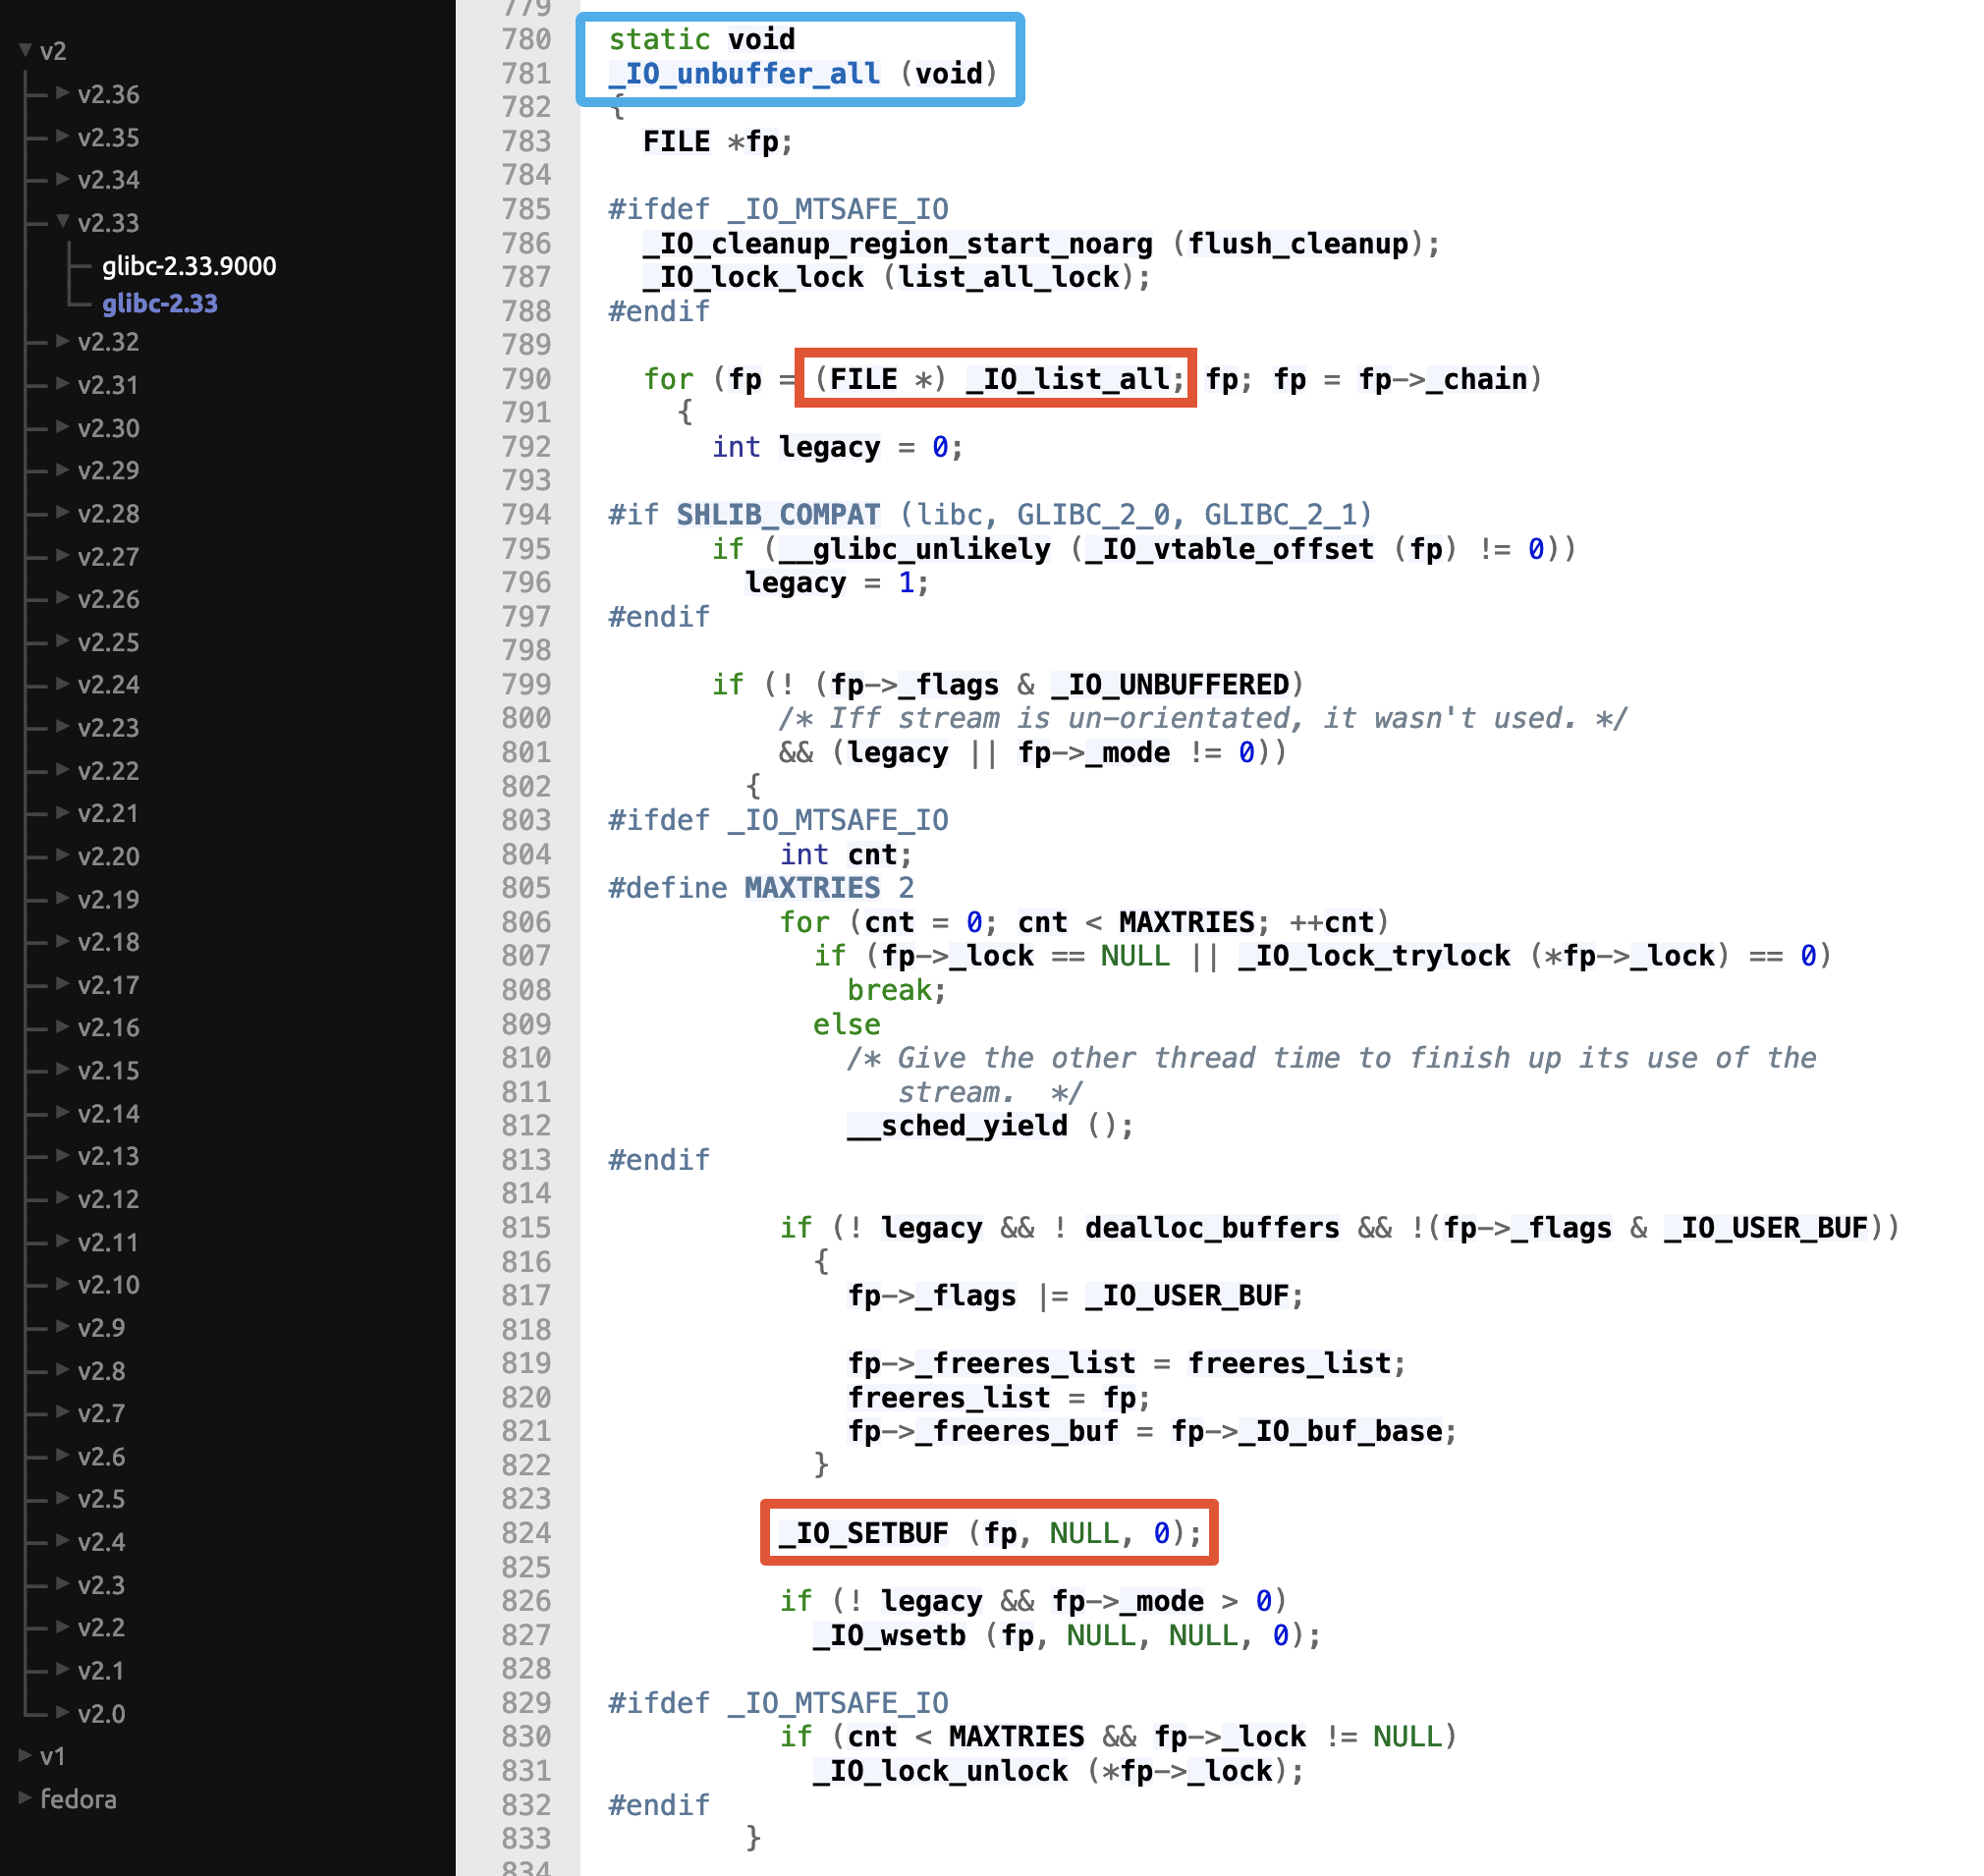 v2
v2.36
v2.35
v2.34
v2.33
glibc-2.33.9000
glibc-2.33
v2.32
v2.31
v2.30
v2.29
v2.28
v2.27
v2.26
v2.25
v2.24
v2.23
v2.22
v2.21
v2.20
v2.19
v2.18
v2.17
v2.16
v2.15
v2.14
v2.13
v2.12
v2.11
v2.10
v2.9
v2.8
v2.7
v2.6
v2.5
v2.4
v2.3
v2.2
v2.1
v2.0
v1
fedora
779
780 static void
781 _IO_unbuffer_all (void)
782 {
783   FILE *fp;
784
785 #ifdef _IO_MTSAFE_IO
786   _IO_cleanup_region_start_noarg (flush_cleanup);
787   _IO_lock_lock (list_all_lock);
788 #endif
789
790   for (fp = (FILE *) _IO_list_all; fp; fp = fp->_chain)
791     {
792       int legacy = 0;
793
794 #if SHLIB_COMPAT (libc, GLIBC_2_0, GLIBC_2_1)
795       if (__glibc_unlikely (_IO_vtable_offset (fp) != 0))
796         legacy = 1;
797 #endif
798
799       if (! (fp->_flags & _IO_UNBUFFERED)
800           /* Iff stream is un-orientated, it wasn't used. */
801           && (legacy || fp->_mode != 0))
802         {
803 #ifdef _IO_MTSAFE_IO
804           int cnt;
805 #define MAXTRIES 2
806           for (cnt = 0; cnt < MAXTRIES; ++cnt)
807             if (fp->_lock == NULL || _IO_lock_trylock (*fp->_lock) == 0)
808               break;
809             else
810               /* Give the other thread time to finish up its use of the
811                  stream.  */
812               __sched_yield ();
813 #endif
814
815           if (! legacy && ! dealloc_buffers && !(fp->_flags & _IO_USER_BUF))
816             {
817               fp->_flags |= _IO_USER_BUF;
818
819               fp->_freeres_list = freeres_list;
820               freeres_list = fp;
821               fp->_freeres_buf = fp->_IO_buf_base;
822             }
823
824           _IO_SETBUF (fp, NULL, 0);
825
826           if (! legacy && fp->_mode > 0)
827             _IO_wsetb (fp, NULL, NULL, 0);
828
829 #ifdef _IO_MTSAFE_IO
830           if (cnt < MAXTRIES && fp->_lock != NULL)
831             _IO_lock_unlock (*fp->_lock);
832 #endif
833         }
834